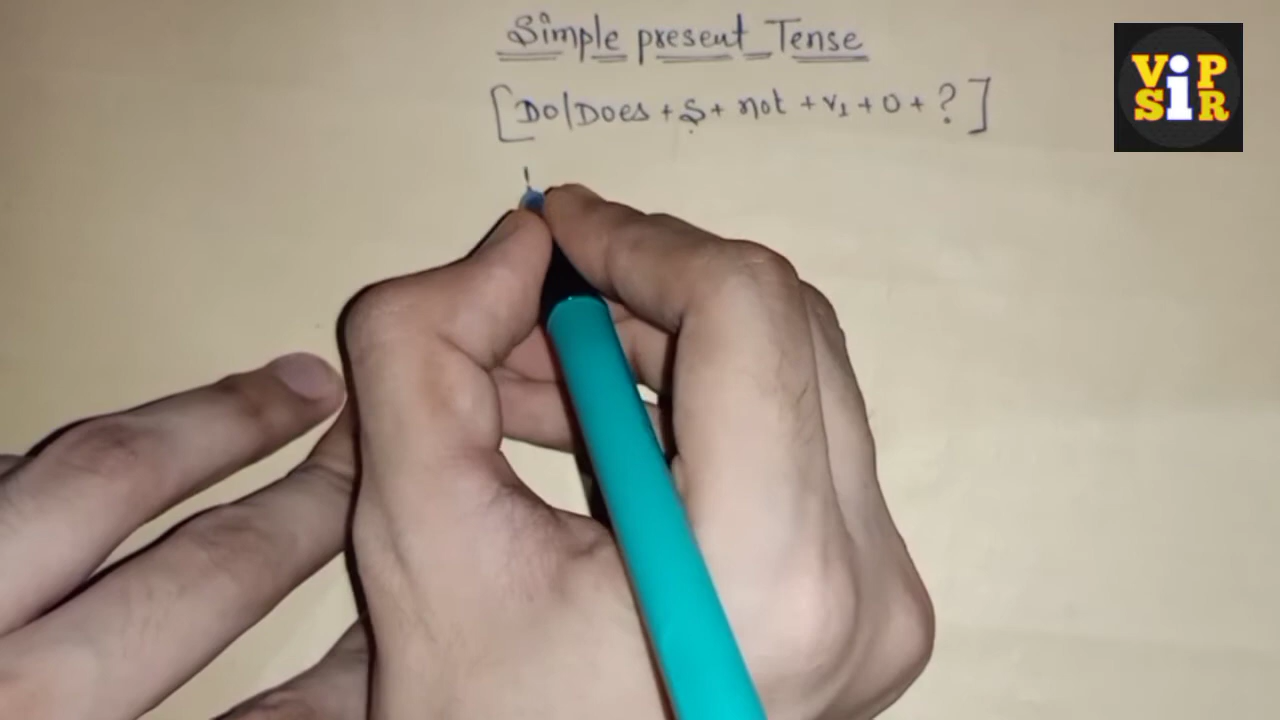 Simple present Tense
[Do/Does + S + not + V1 + O + ?]
ViP
SiR